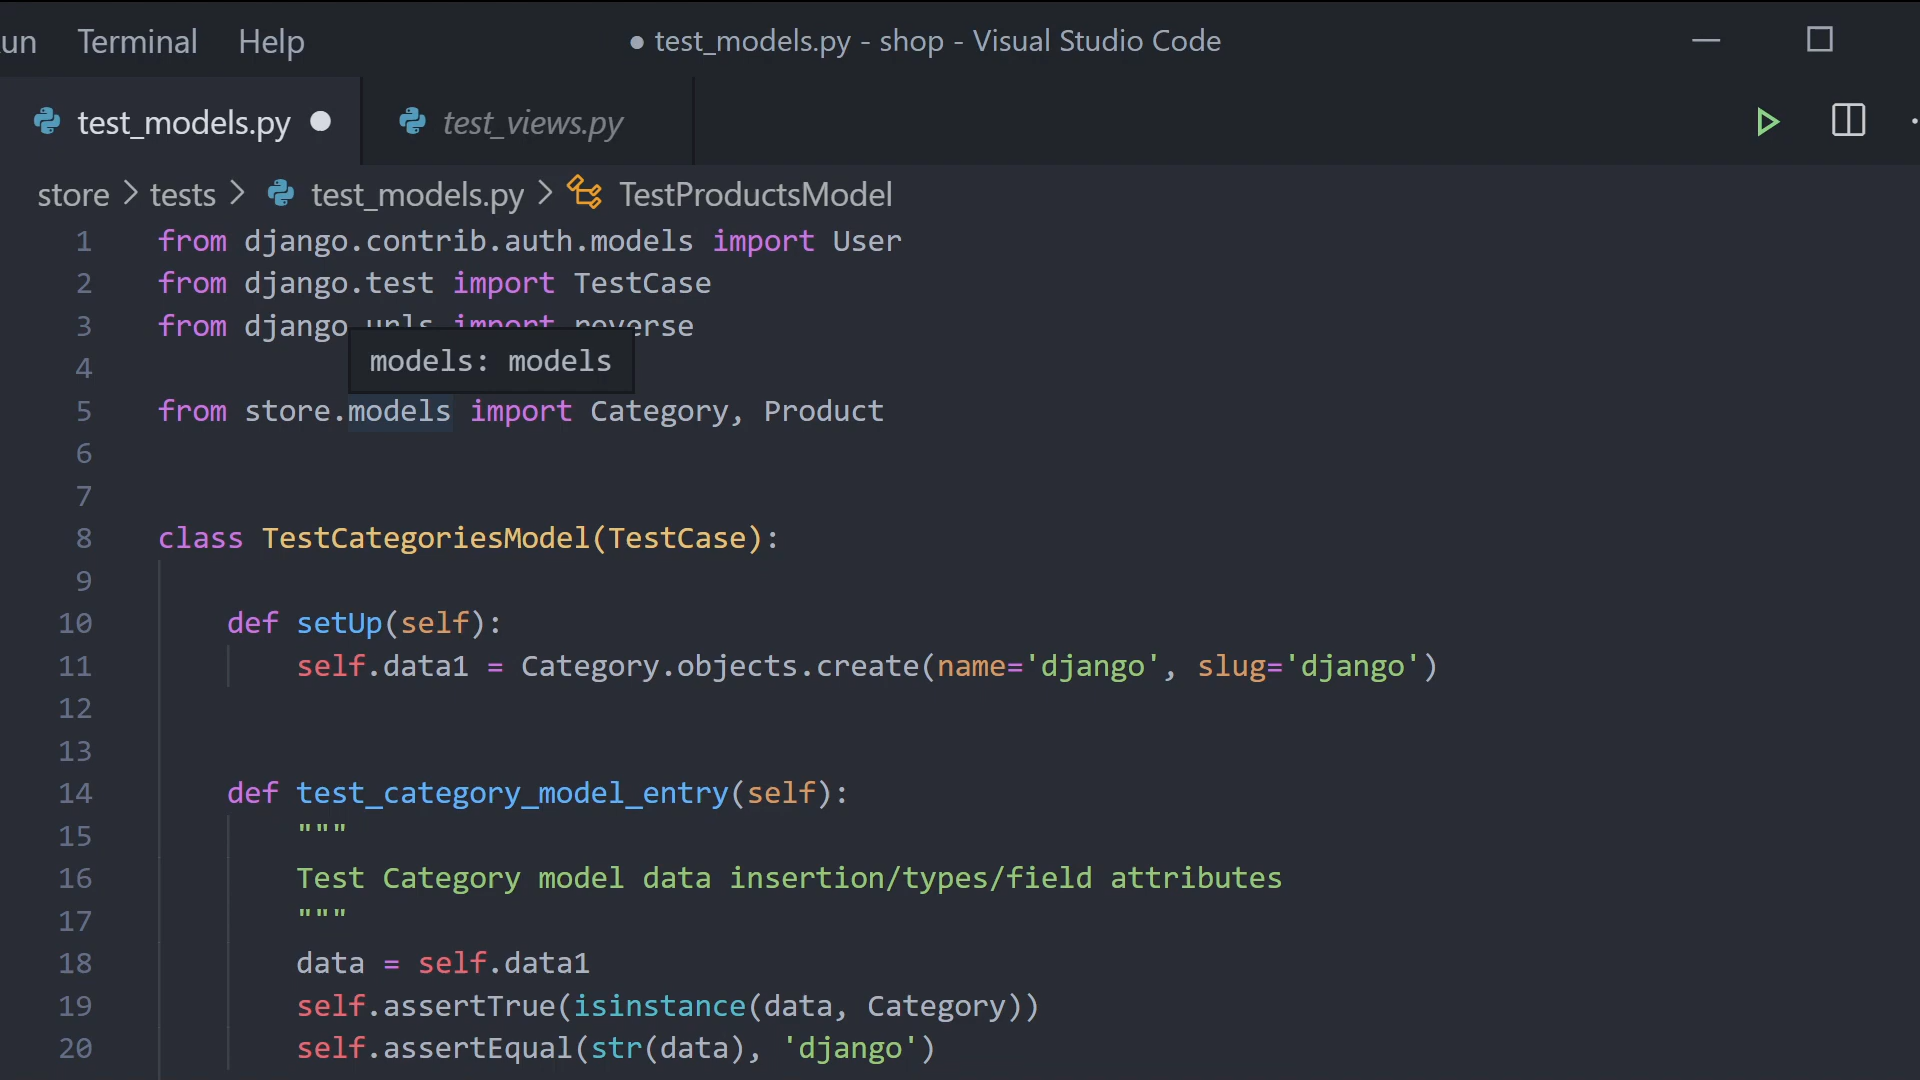 un Terminal Help ● test_models.py - shop - Visual Studio Code
test_models.py ● test_views.py
store > tests > test_models.py > TestProductsModel
1 from django.contrib.auth.models import User
2 from django.test import TestCase
3 from django.urls import reverse
models: models
4
5 from store.models import Category, Product
6
7
8 class TestCategoriesModel(TestCase):
9
10 def setUp(self):
11 self.data1 = Category.objects.create(name='django', slug='django')
12
13
14 def test_category_model_entry(self):
15 """
16 Test Category model data insertion/types/field attributes
17 """
18 data = self.data1
19 self.assertTrue(isinstance(data, Category))
20 self.assertEqual(str(data), 'django')